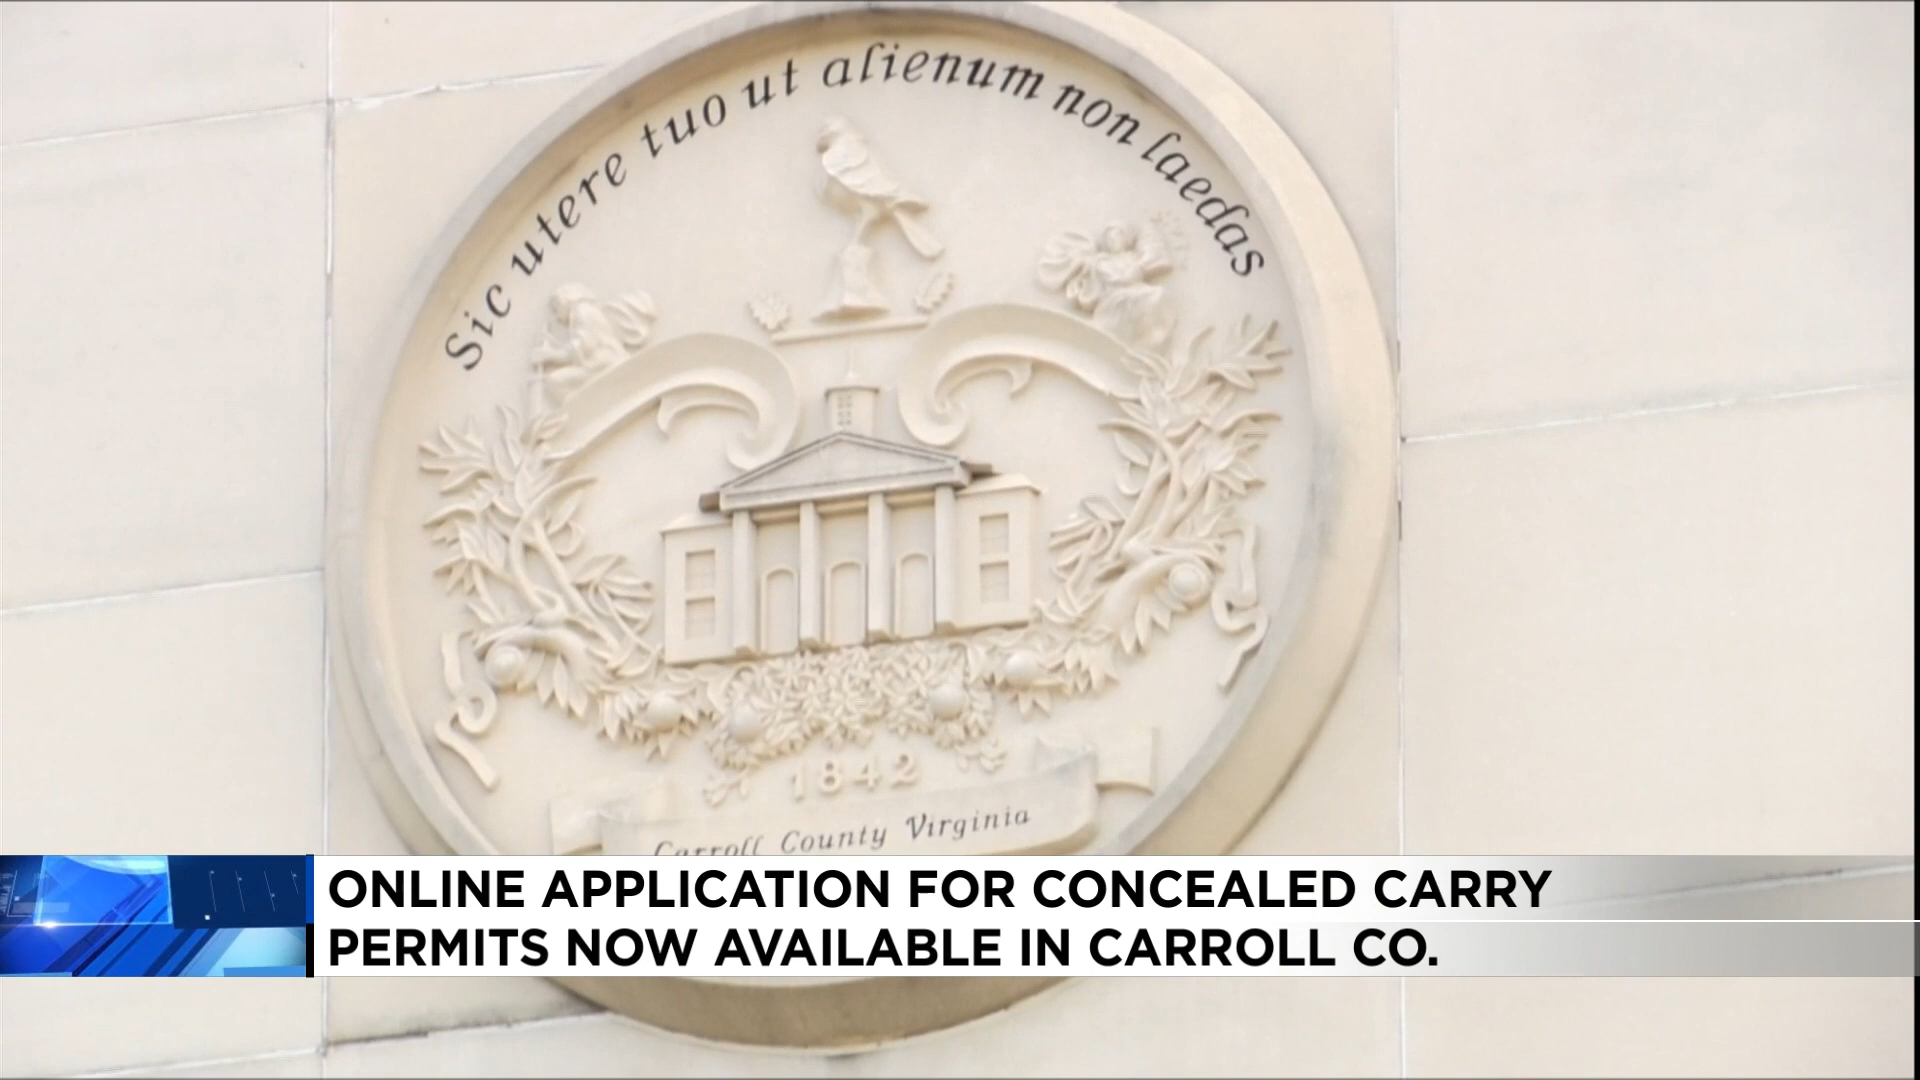 Sic utere tuo ut alienum non laedas
1842
Carroll County Virginia
ONLINE APPLICATION FOR CONCEALED CARRY
PERMITS NOW AVAILABLE IN CARROLL CO.